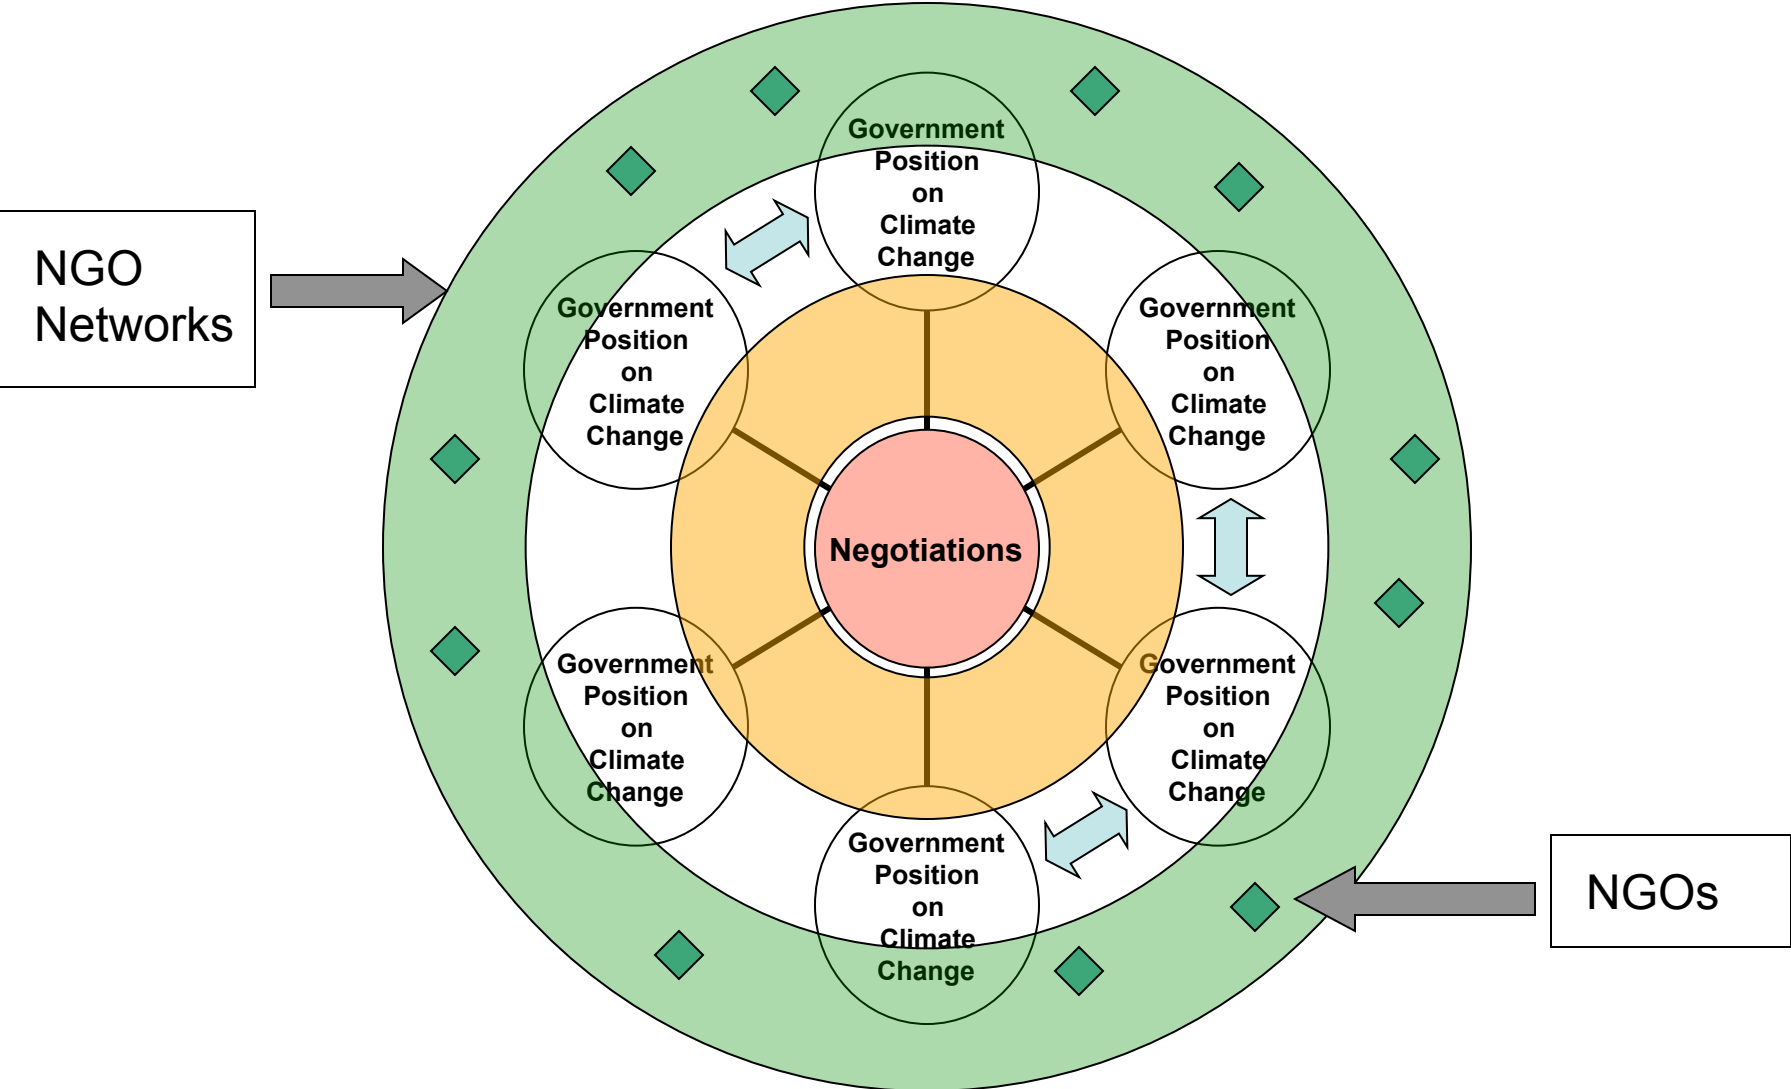 Government
Position
on
Climate
Change
NGO
Networks
Government
Position
on
Climate
Change
Government
Position
on
Climate
Change
Negotiations
Government
Position
on
Climate
Change
Government
Position
on
Climate
Change
Government
Position
on
Climate
Change
NGOs